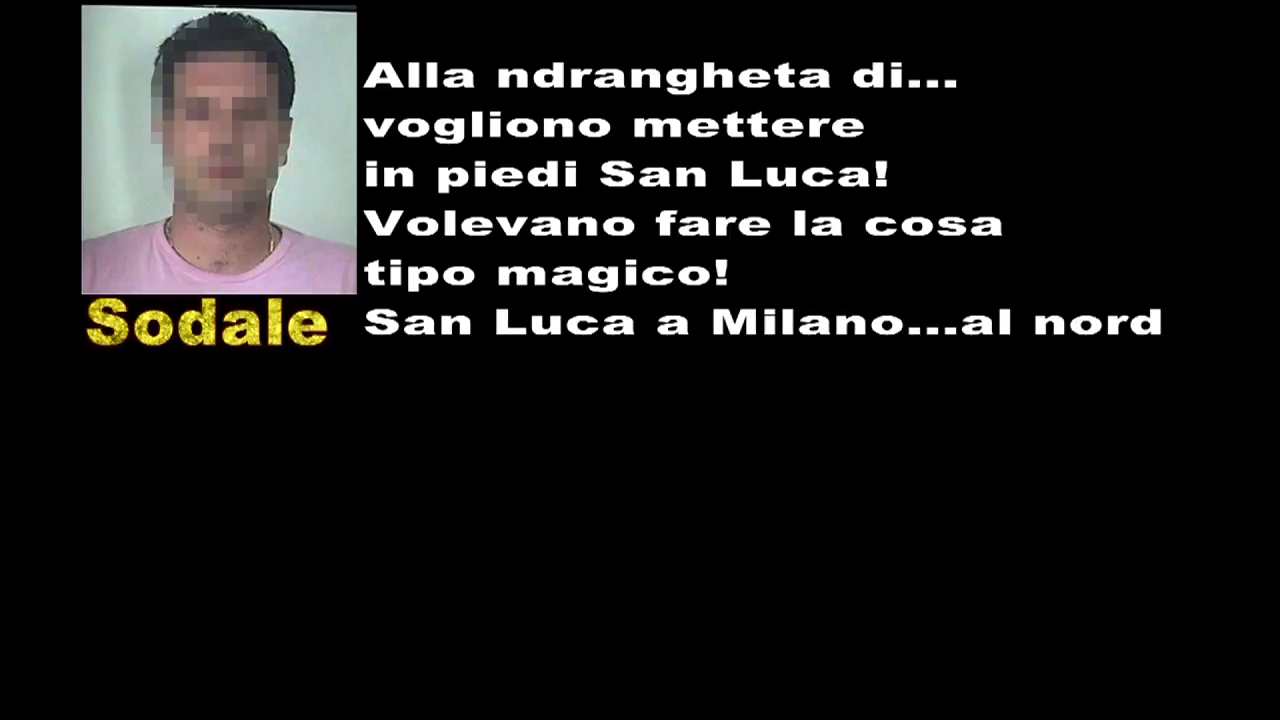 Alla ndrangheta di...
vogliono mettere
in piedi San Luca!
Volevano fare la cosa
tipo magico!
Sodale
San Luca a Milano...al nord